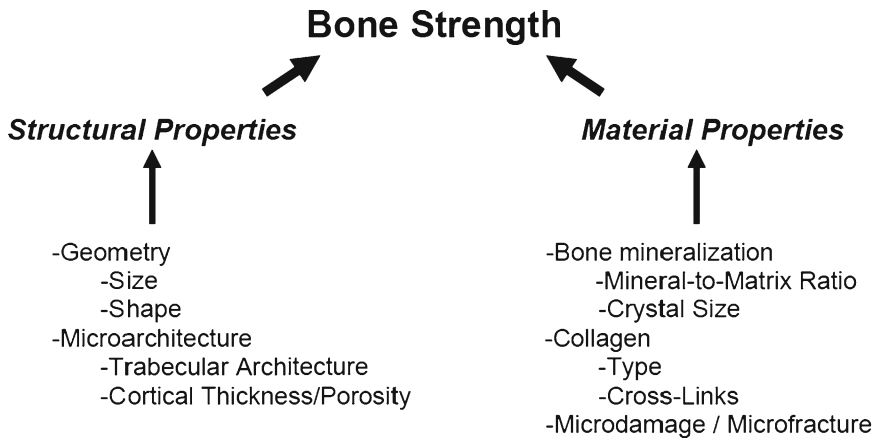 Bone Strength
Structural Properties
Material Properties
-Geometry
-Size
-Shape
-Microarchitecture
-Trabecular Architecture
-Cortical Thickness/Porosity
-Bone mineralization
-Mineral-to-Matrix Ratio
-Crystal Size
-Collagen
-Type
-Cross-Links
-Microdamage / Microfracture